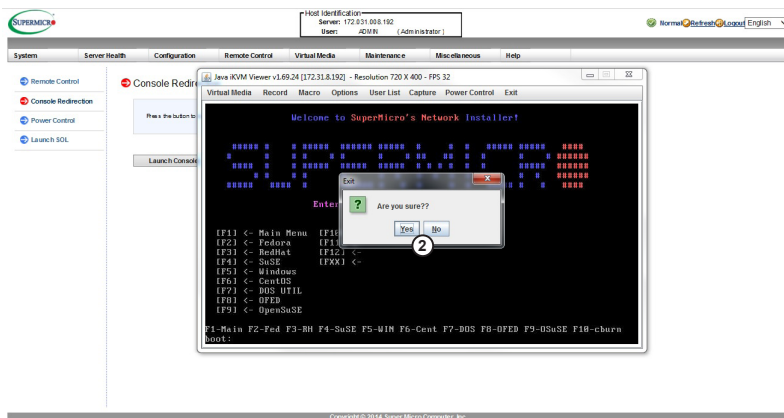 SUPERMICR
Host Identification
Server: 172.031.008.192
User: ADMIN (Administrator)
Normal Refresh Logout English
System Server Health Configuration Remote Control Virtual Media Maintenance Miscellaneous Help
Remote Control
Console Redirection
Power Control
Launch SOL
Console Redire
Press the button to
Launch Console
Java iKVM Viewer v1.69.24 [172.31.8.192] - Resolution 720 X 400 - FPS 32
Virtual Media Record Macro Options User List Capture Power Control Exit
Welcome to SuperMicro's Network Installer!
Enter
Exit
Are you sure??
Yes No
2
[F1] <- Main Menu [F10
[F2] <- Fedora [F11
[F3] <- RedHat [F12] <-
[F4] <- SuSE [FXX] <-
[F5] <- Windows
[F6] <- CentOS
[F7] <- DOS UTIL
[F8] <- OFED
[F9] <- OpenSuSE
F1-Main F2-Fed F3-RH F4-SuSE F5-WIN F6-Cent F7-DOS F8-OFED F9-OSuSE F10-cburn
boot:
Copyright © 2014 Super Micro Computer, Inc.